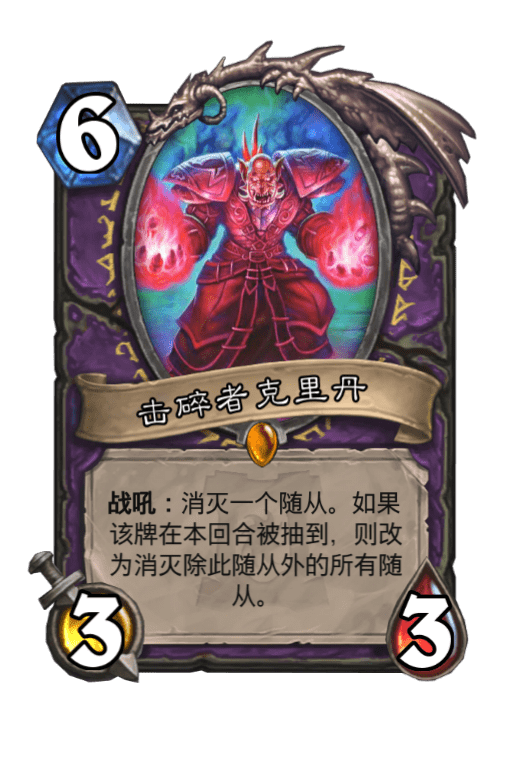 6
击碎者克里丹
战吼：消灭一个随从。如果
该牌在本回合被抽到，则改
为消灭除此随从外的所有随
从。
3
3